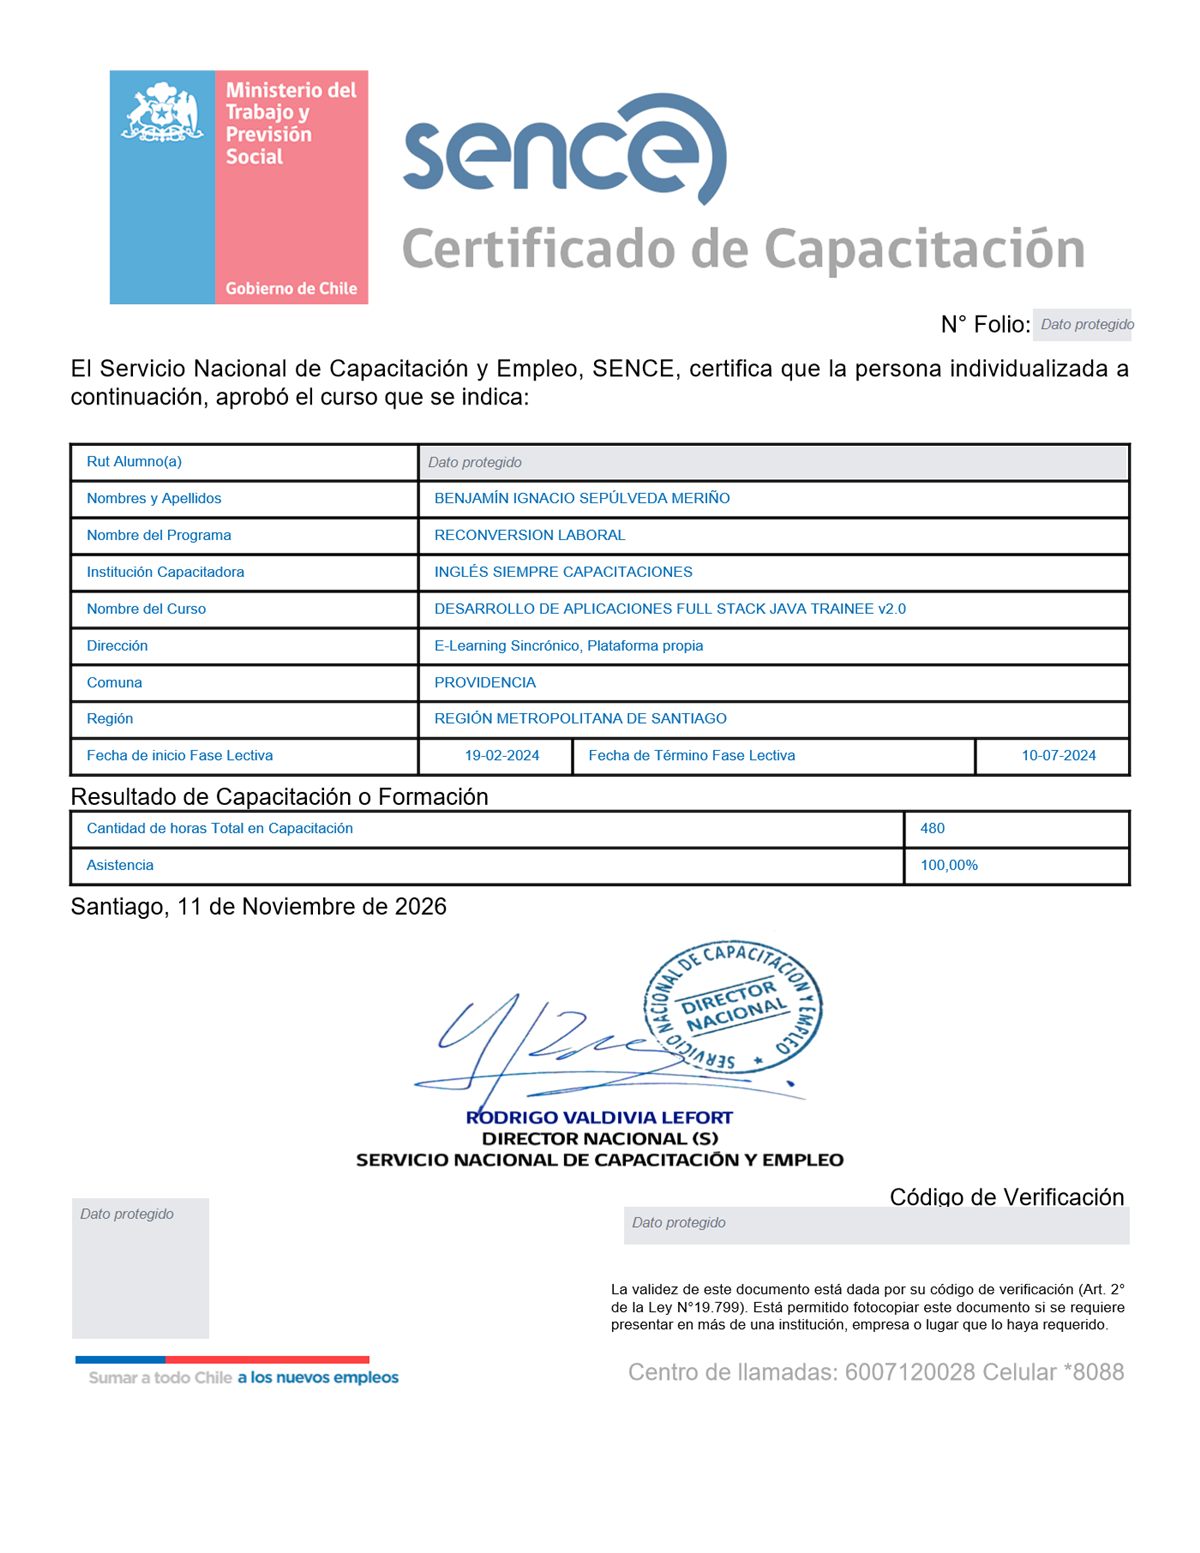 Ministerio del
Trabajo y
Previsión
Social
Gobierno de Chile
sence
Certificado de Capacitación
N° Folio: Dato protegido
El Servicio Nacional de Capacitación y Empleo, SENCE, certifica que la persona individualizada a
continuación, aprobó el curso que se indica:
Rut Alumno(a) Dato protegido
Nombres y Apellidos BENJAMÍN IGNACIO SEPÚLVEDA MERIÑO
Nombre del Programa RECONVERSION LABORAL
Institución Capacitadora INGLÉS SIEMPRE CAPACITACIONES
Nombre del Curso DESARROLLO DE APLICACIONES FULL STACK JAVA TRAINEE v2.0
Dirección E-Learning Sincrónico, Plataforma propia
Comuna PROVIDENCIA
Región REGIÓN METROPOLITANA DE SANTIAGO
Fecha de inicio Fase Lectiva 19-02-2024 Fecha de Término Fase Lectiva 10-07-2024
Resultado de Capacitación o Formación
Cantidad de horas Total en Capacitación 480
Asistencia 100,00%
Santiago, 11 de Noviembre de 2026
SERVICIO NACIONAL DE CAPACITACION Y EMPLEO
DIRECTOR
NACIONAL
RODRIGO VALDIVIA LEFORT
DIRECTOR NACIONAL (S)
SERVICIO NACIONAL DE CAPACITACIÓN Y EMPLEO
Código de Verificación
Dato protegido
Dato protegido
La validez de este documento está dada por su código de verificación (Art. 2°
de la Ley N°19.799). Está permitido fotocopiar este documento si se requiere
presentar en más de una institución, empresa o lugar que lo haya requerido.
Sumar a todo Chile a los nuevos empleos
Centro de llamadas: 6007120028 Celular *8088